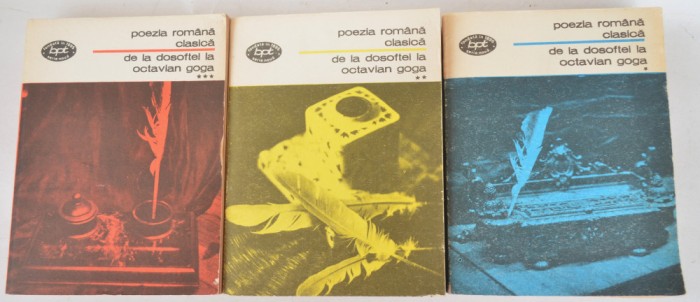 poezia română
clasică
de la dosoftei la
octavian goga
***
bpt
poezia română
clasică
de la dosoftei la
octavian goga
**
bpt
poezia română
clasică
de la dosoftei la
octavian goga
*
bpt